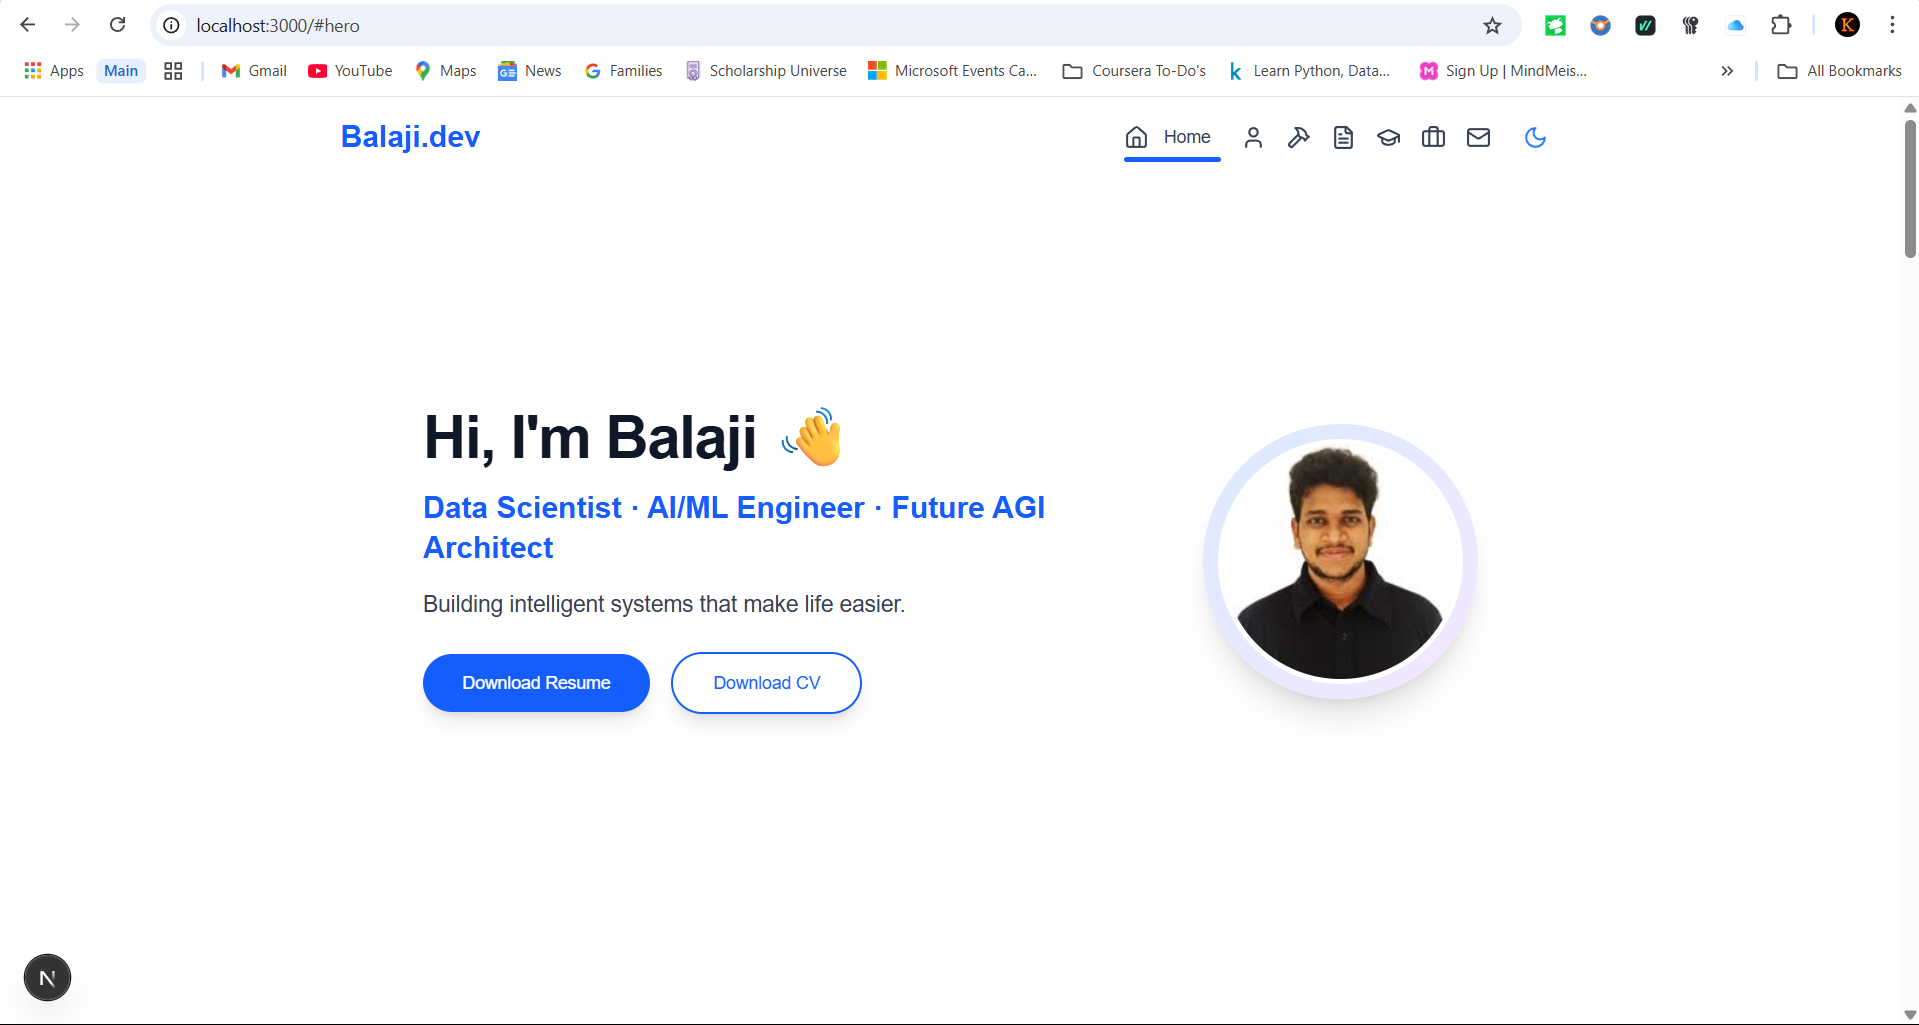 localhost:3000/#hero
K
Apps Main Gmail YouTube Maps News Families Scholarship Universe Microsoft Events Ca... Coursera To-Do's Learn Python, Data... Sign Up | MindMeis... All Bookmarks
Balaji.dev
Home
Hi, I'm Balaji 👋
Data Scientist · AI/ML Engineer · Future AGI
Architect
Building intelligent systems that make life easier.
Download Resume Download CV
N